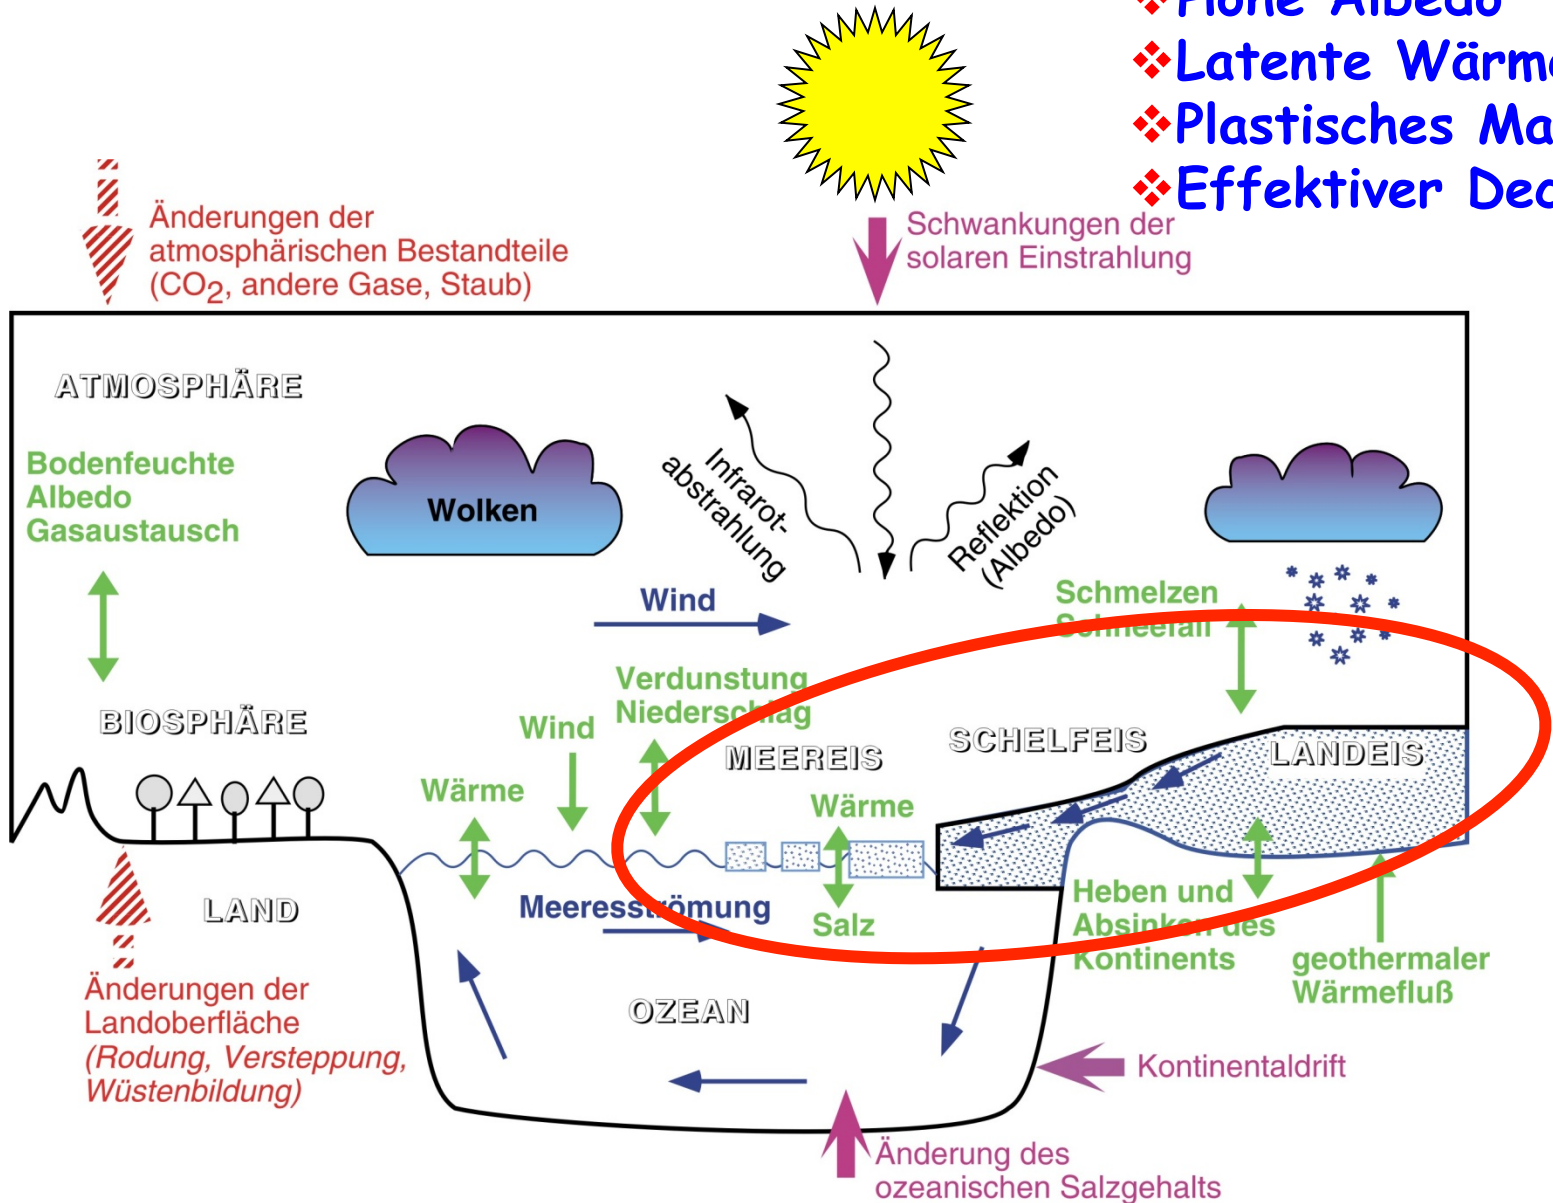 Hohe Albedo
Latente Wärme
Plastisches Ma
Effektiver Dec
Änderungen der
atmosphärischen Bestandteile
(CO2, andere Gase, Staub)
Schwankungen der
solaren Einstrahlung
ATMOSPHÄRE
Bodenfeuchte
Albedo
Gasaustausch
Wolken
Infrarot-
abstrahlung
Reflektion
(Albedo)
Wind
Schmelzen
Schneefall
Verdunstung
Niederschlag
BIOSPHÄRE
Wind
MEEREIS
SCHELFEIS
LANDEIS
Wärme
Wärme
LAND
Meeresströmung
Salz
Heben und
Absinken des
Kontinents
geothermaler
Wärmefluß
Änderungen der
Landoberfläche
(Rodung, Versteppung,
Wüstenbildung)
OZEAN
Kontinentaldrift
Änderung des
ozeanischen Salzgehalts